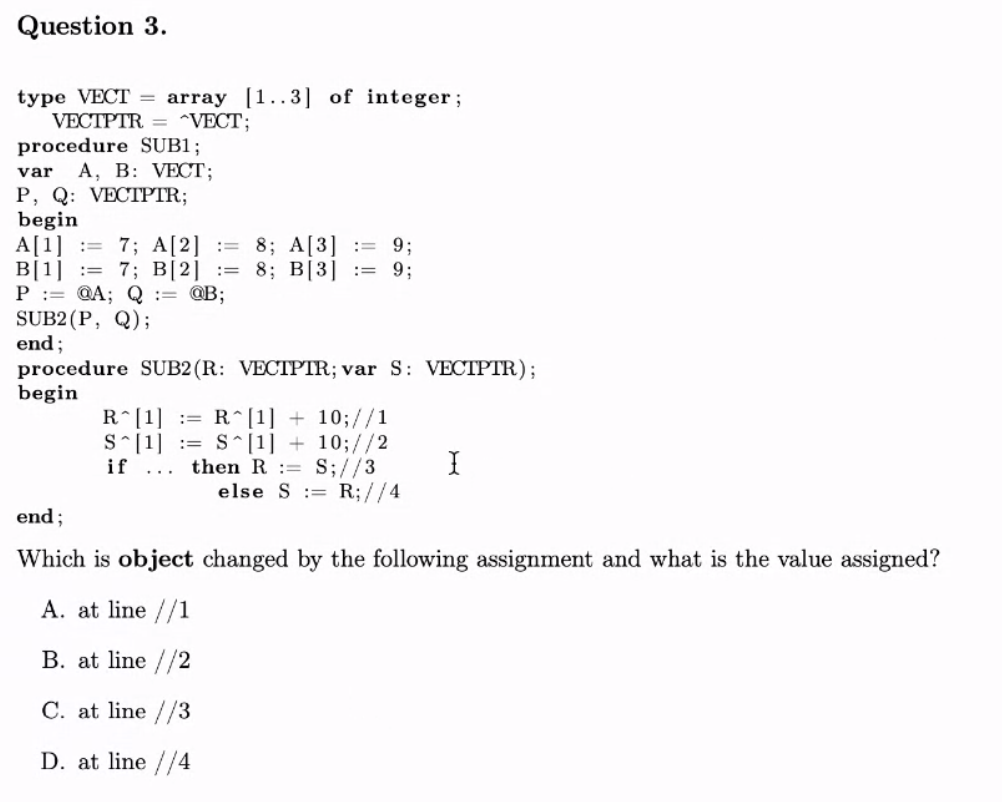 Question 3.
type VECT = array [1..3] of integer;
VECTPTR = ^VECT;
procedure SUB1;
var A, B: VECT;
P, Q: VECTPTR;
begin
A[1] := 7; A[2] := 8; A[3] := 9;
B[1] := 7; B[2] := 8; B[3] := 9;
P := @A; Q := @B;
SUB2(P, Q);
end;
procedure SUB2(R: VECTPTR; var S: VECTPTR);
begin
R^[1] := R^[1] + 10;//1
S^[1] := S^[1] + 10;//2
if ... then R := S;//3
else S := R;//4
end;
Which is object changed by the following assignment and what is the value assigned?
A. at line //1
B. at line //2
C. at line //3
D. at line //4